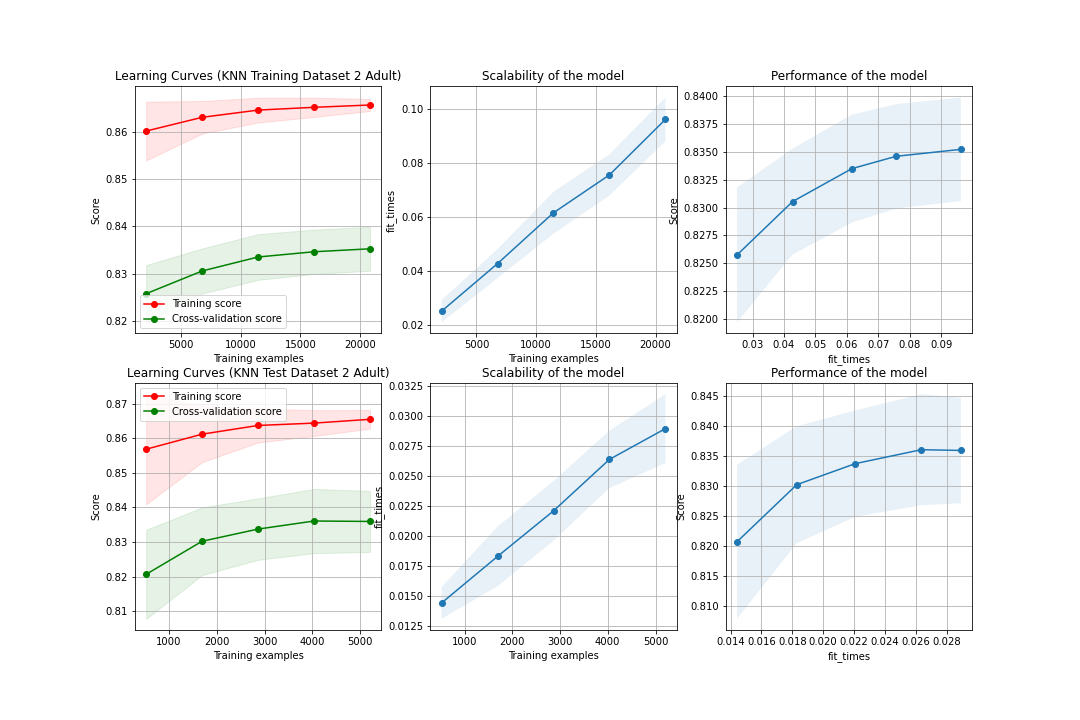 Learning Curves (KNN Training Dataset 2 Adult)
0.86
0.85
0.84
0.83
0.82
Score
Training score
Cross-validation score
5000 10000 15000 20000
Training examples
Scalability of the model
0.10
0.08
0.06
0.04
0.02
fit_times
5000 10000 15000 20000
Training examples
Performance of the model
0.8400
0.8375
0.8350
0.8325
0.8300
0.8275
0.8250
0.8225
0.8200
Score
0.03 0.04 0.05 0.06 0.07 0.08 0.09
fit_times
Learning Curves (KNN Test Dataset 2 Adult)
0.87
0.86
0.85
0.84
0.83
0.82
0.81
Score
Training score
Cross-validation score
1000 2000 3000 4000 5000
Training examples
Scalability of the model
0.0325
0.0300
0.0275
0.0250
0.0225
0.0200
0.0175
0.0150
0.0125
fit_times
1000 2000 3000 4000 5000
Training examples
Performance of the model
0.845
0.840
0.835
0.830
0.825
0.820
0.815
0.810
Score
0.014 0.016 0.018 0.020 0.022 0.024 0.026 0.028
fit_times